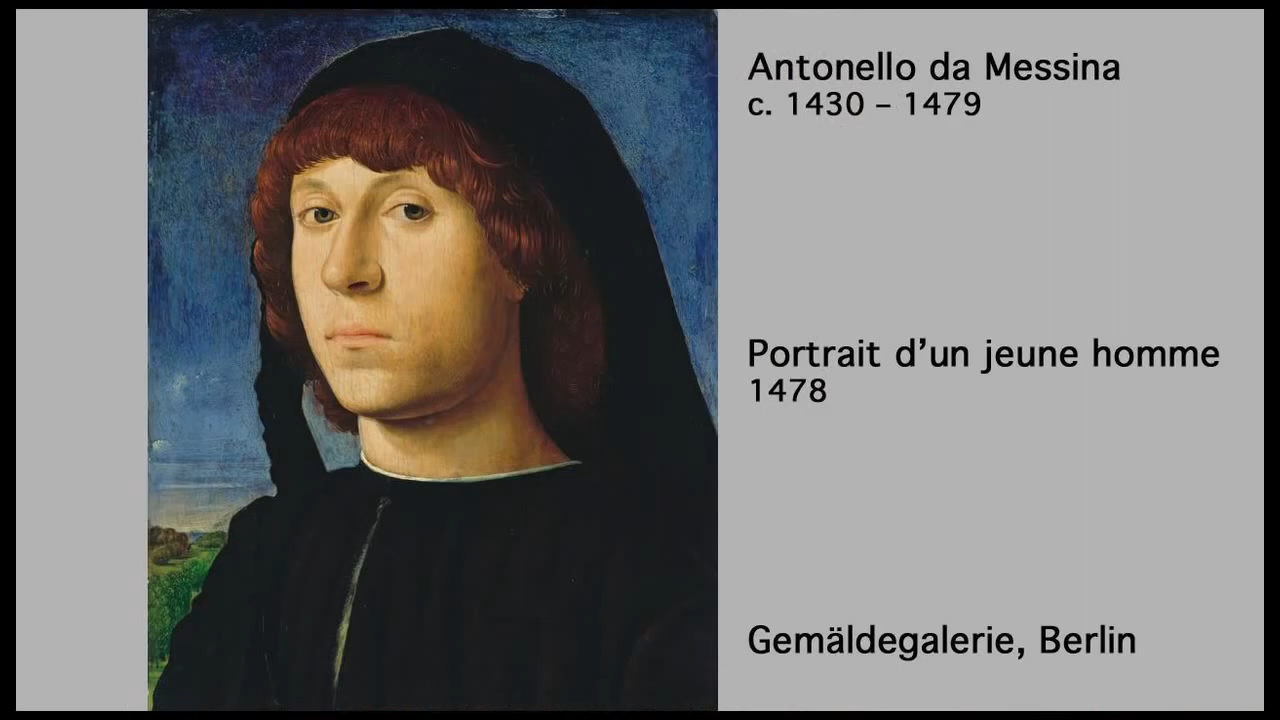 Antonello da Messina
c. 1430 – 1479
Portrait d’un jeune homme
1478
Gemäldegalerie, Berlin